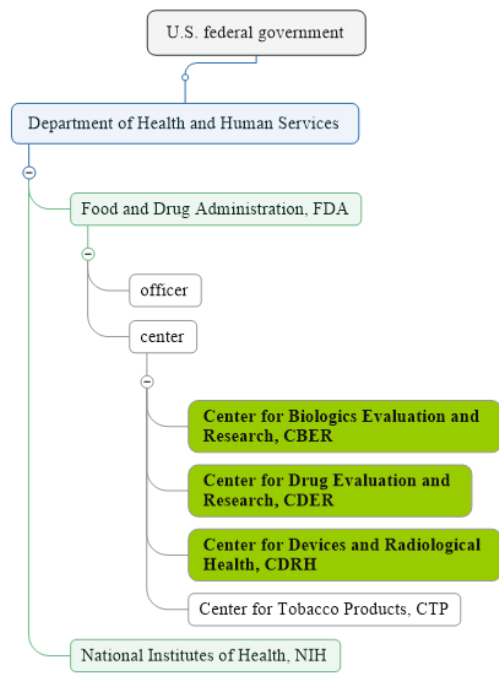 U.S. federal government
Department of Health and Human Services
Food and Drug Administration, FDA
officer
center
Center for Biologics Evaluation and
Research, CBER
Center for Drug Evaluation and
Research, CDER
Center for Devices and Radiological
Health, CDRH
Center for Tobacco Products, CTP
National Institutes of Health, NIH